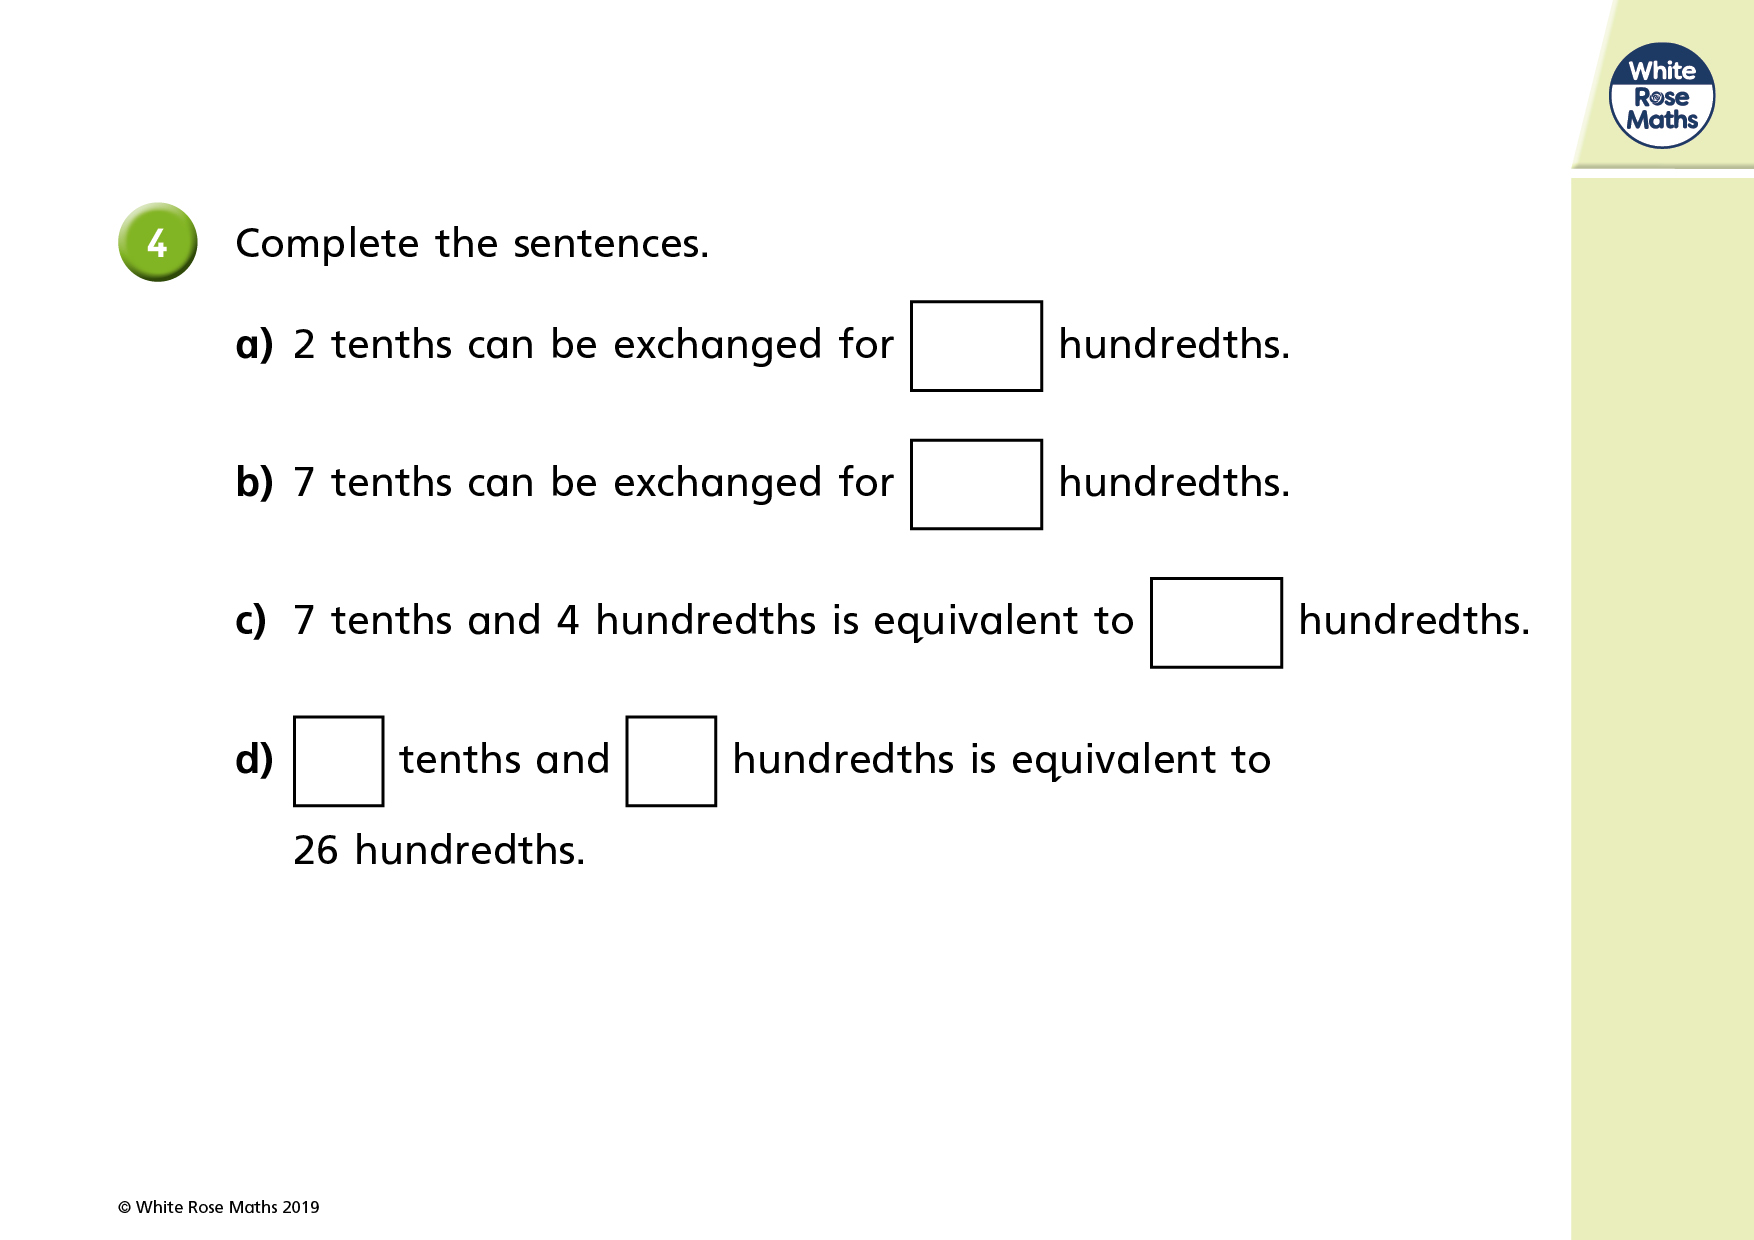 White
Rose
Maths
4 Complete the sentences.
a) 2 tenths can be exchanged for hundredths.
b) 7 tenths can be exchanged for hundredths.
c) 7 tenths and 4 hundredths is equivalent to hundredths.
d) tenths and hundredths is equivalent to
26 hundredths.
© White Rose Maths 2019